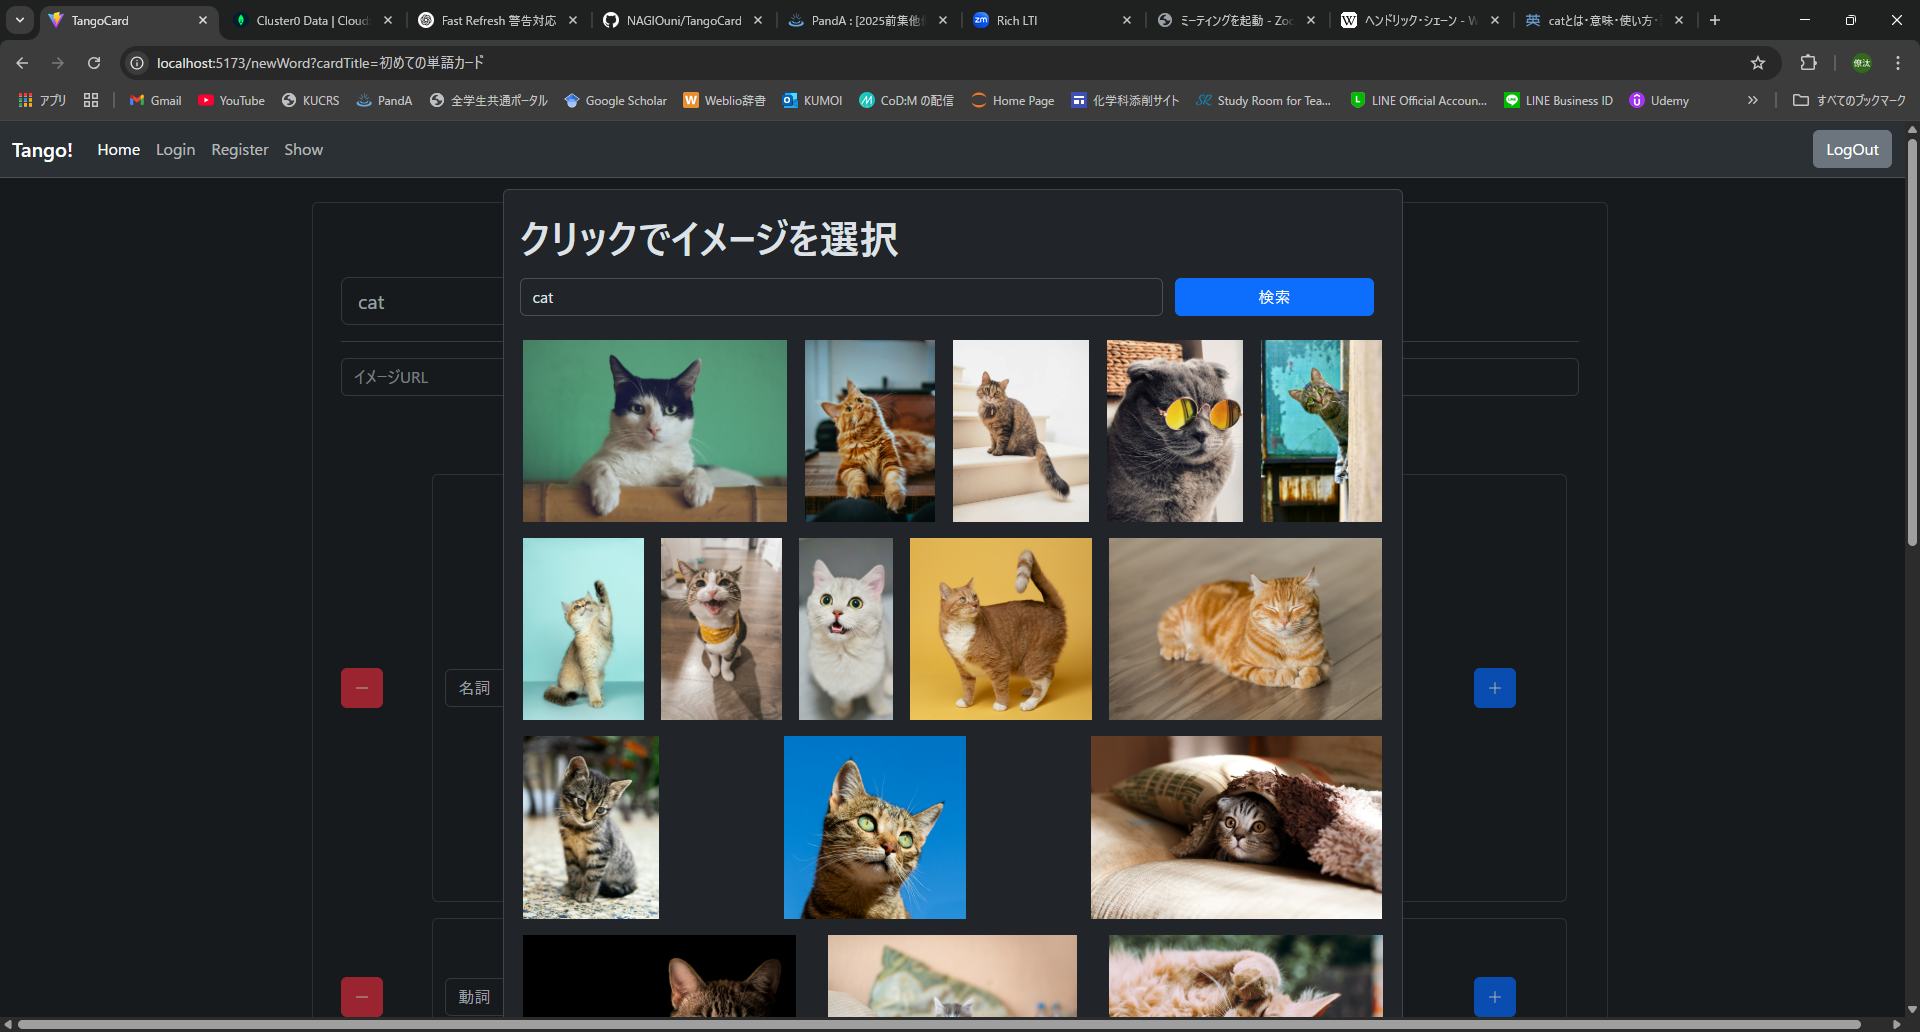 TangoCard
Cluster0 Data | Cloud:
Fast Refresh 警告対応
NAGIOuni/TangoCard
PandA : [2025前集他
Rich LTI
ミーティングを起動 - Zoo
ヘンドリック・シェーン - W
catとは・意味・使い方・
localhost:5173/newWord?cardTitle=初めての単語カード
僚汰
アプリ
Gmail
YouTube
KUCRS
PandA
全学生共通ポータル
Google Scholar
Weblio辞書
KUMOI
CoD:M の配信
Home Page
化学科添削サイト
Study Room for Tea...
LINE Official Accoun...
LINE Business ID
Udemy
すべてのブックマーク
Tango!
Home
Login
Register
Show
LogOut
クリックでイメージを選択
cat
検索
cat
イメージURL
名詞
動詞